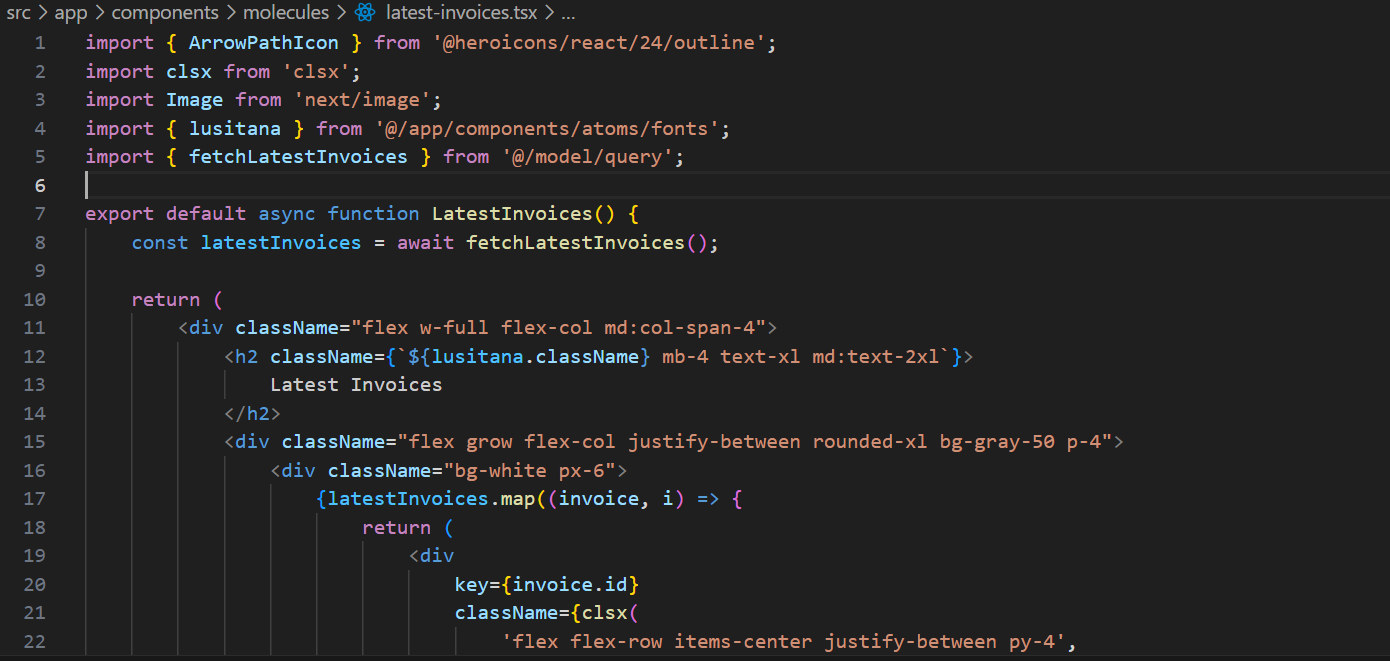 src > app > components > molecules > latest-invoices.tsx > ...
1 import { ArrowPathIcon } from '@heroicons/react/24/outline';
2 import clsx from 'clsx';
3 import Image from 'next/image';
4 import { lusitana } from '@/app/components/atoms/fonts';
5 import { fetchLatestInvoices } from '@/model/query';
6
7 export default async function LatestInvoices() {
8     const latestInvoices = await fetchLatestInvoices();
9
10     return (
11         <div className="flex w-full flex-col md:col-span-4">
12             <h2 className={`${lusitana.className} mb-4 text-xl md:text-2xl`}>
13                 Latest Invoices
14             </h2>
15             <div className="flex grow flex-col justify-between rounded-xl bg-gray-50 p-4">
16                 <div className="bg-white px-6">
17                     {latestInvoices.map((invoice, i) => {
18                         return (
19                             <div
20                                 key={invoice.id}
21                                 className={clsx(
22                                     'flex flex-row items-center justify-between py-4',